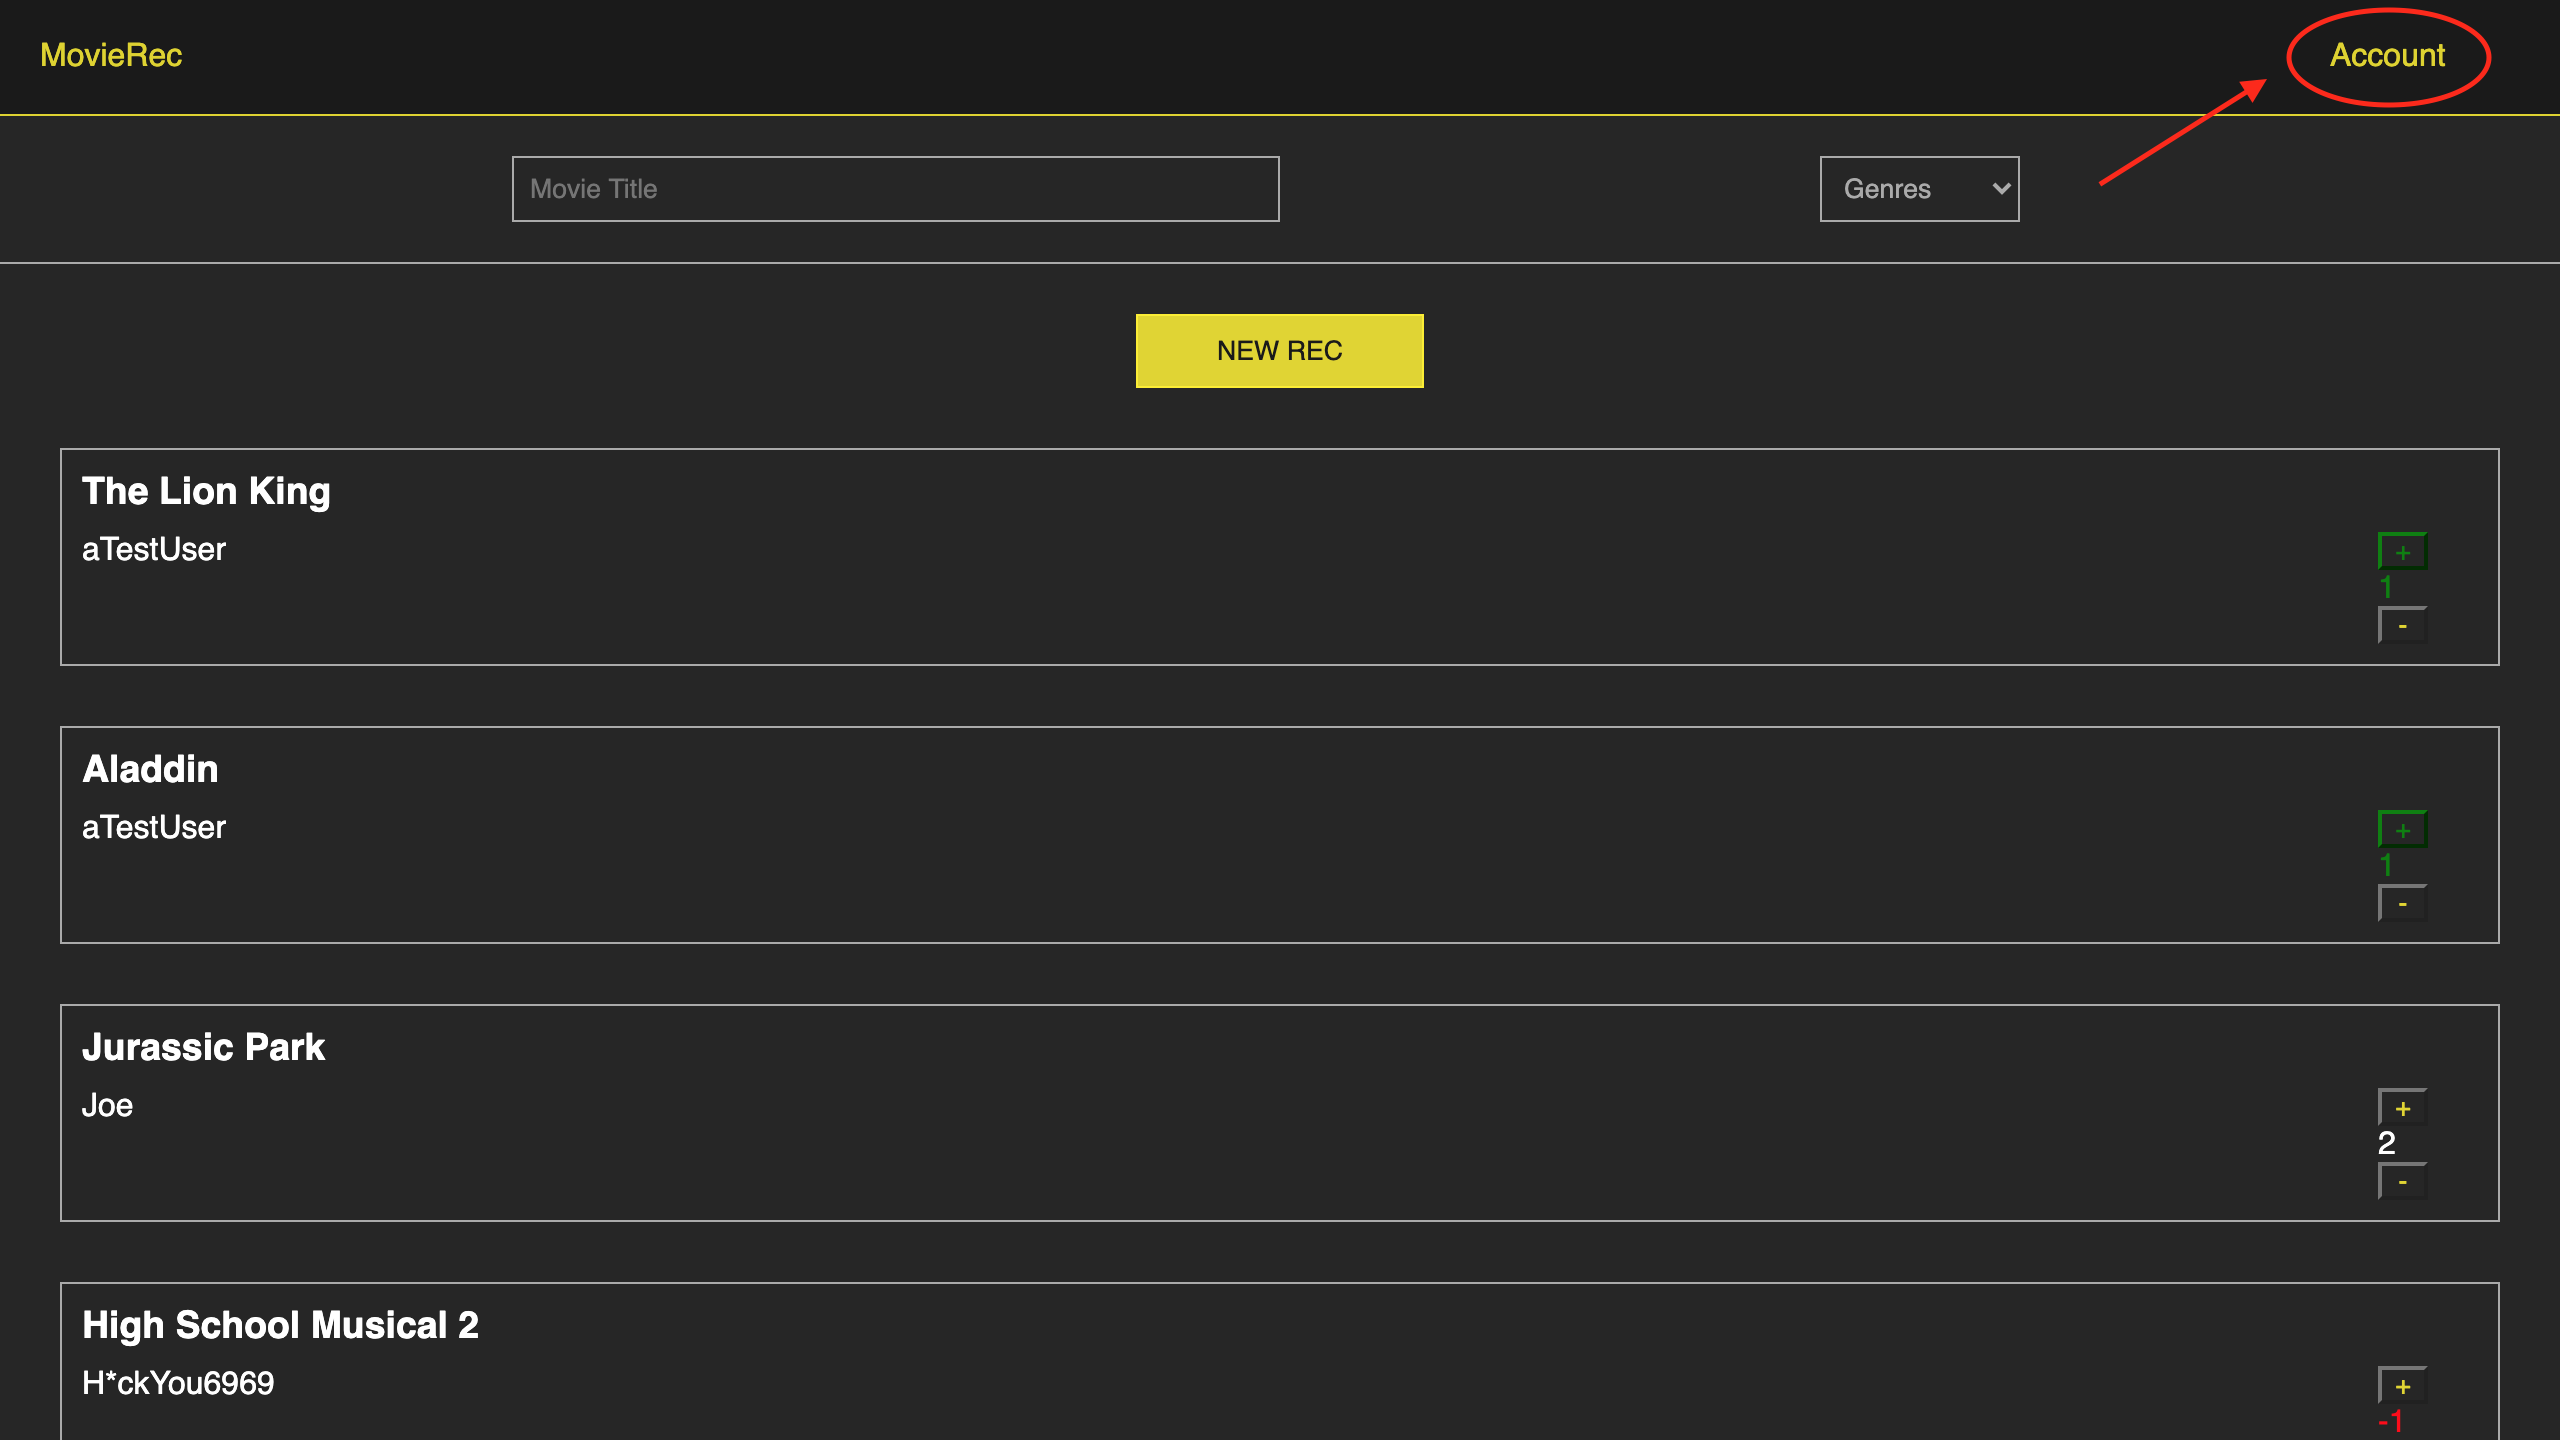 MovieRec
Account
Movie Title
Genres
NEW REC
The Lion King
aTestUser
+
1
-
Aladdin
aTestUser
+
1
-
Jurassic Park
Joe
+
2
-
High School Musical 2
H*ckYou6969
+
-1